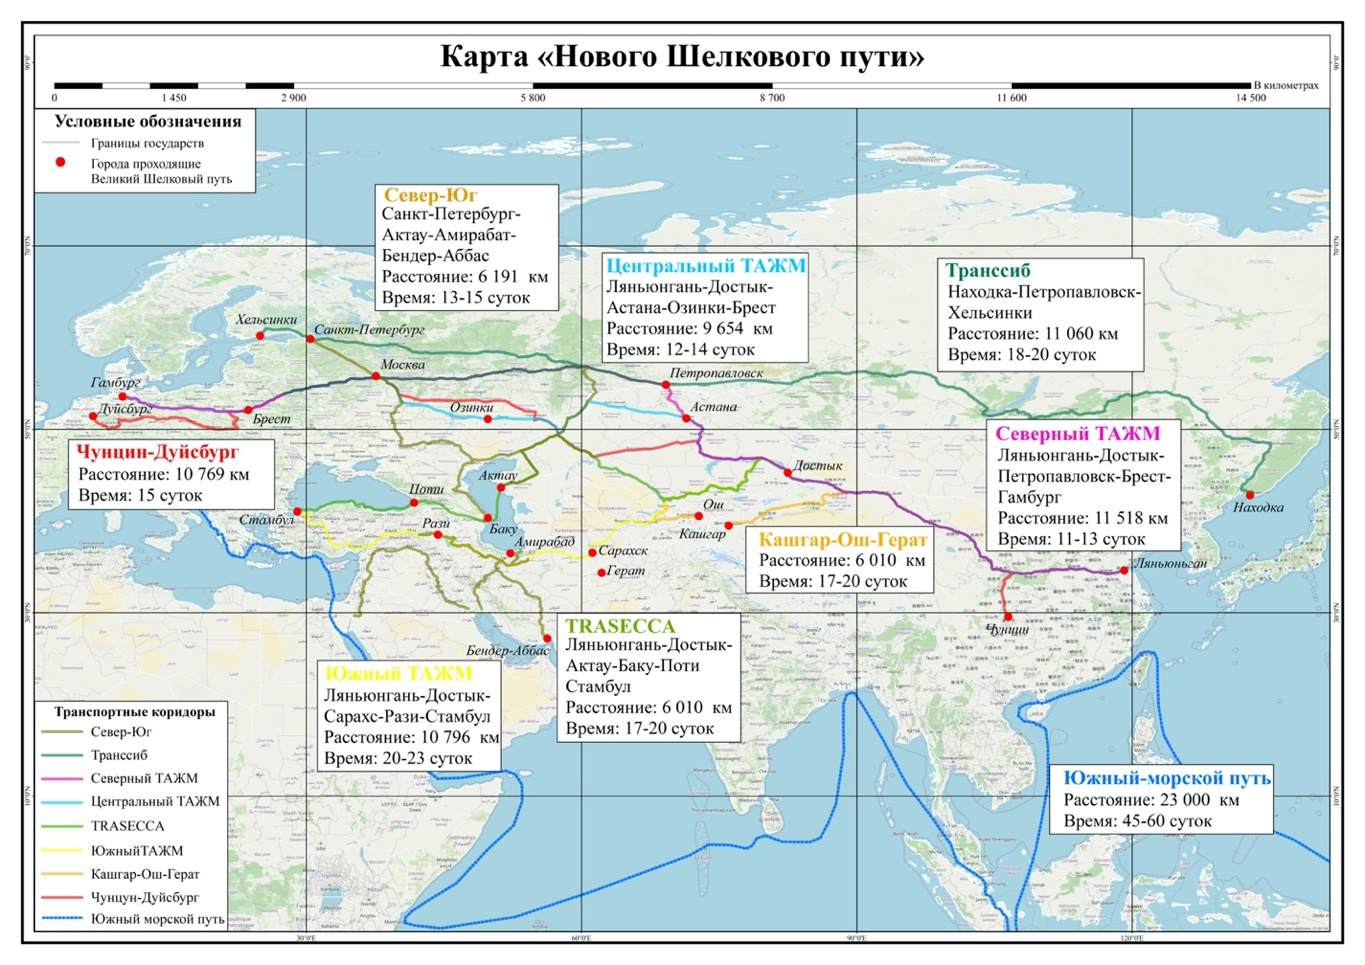 Карта «Нового Шелкового пути»
В километрах
0 1 450 2 900 5 800 8 700 11 600 14 500
Условные обозначения
Границы государств
Города проходящие
Великий Шелковый путь
Север-Юг
Санкт-Петербург-
Актау-Амирабат-
Бендер-Аббас
Расстояние: 6 191 км
Время: 13-15 суток
Центральный ТАЖМ
Ляньюнгань-Достык-
Астана-Озинки-Брест
Расстояние: 9 654 км
Время: 12-14 суток
Транссиб
Находка-Петропавловск-
Хельсинки
Расстояние: 11 060 км
Время: 18-20 суток
Хельсинки
Санкт-Петербург
Москва
Петропавловск
Гамбург
Дуйсбург
Брест
Озинки
Астана
Чунцин-Дуйсбург
Расстояние: 10 769 км
Время: 15 суток
Северный ТАЖМ
Ляньюнгань-Достык-
Петропавловск-Брест-
Гамбург
Расстояние: 11 518 км
Время: 11-13 суток
Актау
Достык
Поти
Ош
Находка
Стамбул
Рази
Баку
Кашгар
Амирабад
Сарахск
Герат
Кашгар-Ош-Герат
Расстояние: 6 010 км
Время: 17-20 суток
Ляньюньган
Чунцин
Бендер-Аббас
TRASECCA
Ляньюнгань-Достык-
Актау-Баку-Поти
Стамбул
Расстояние: 6 010 км
Время: 17-20 суток
Южный ТАЖМ
Ляньюнгань-Достык-
Сарахс-Рази-Стамбул
Расстояние: 10 796 км
Время: 20-23 суток
Южный-морской путь
Расстояние: 23 000 км
Время: 45-60 суток
Транспортные коридоры
Север-Юг
Транссиб
Северный ТАЖМ
Центральный ТАЖМ
TRASECCA
ЮжныйТАЖМ
Кашгар-Ош-Герат
Чунцун-Дуйсбург
Южный морской путь
30°0'E 60°0'E 90°0'E 120°0'E